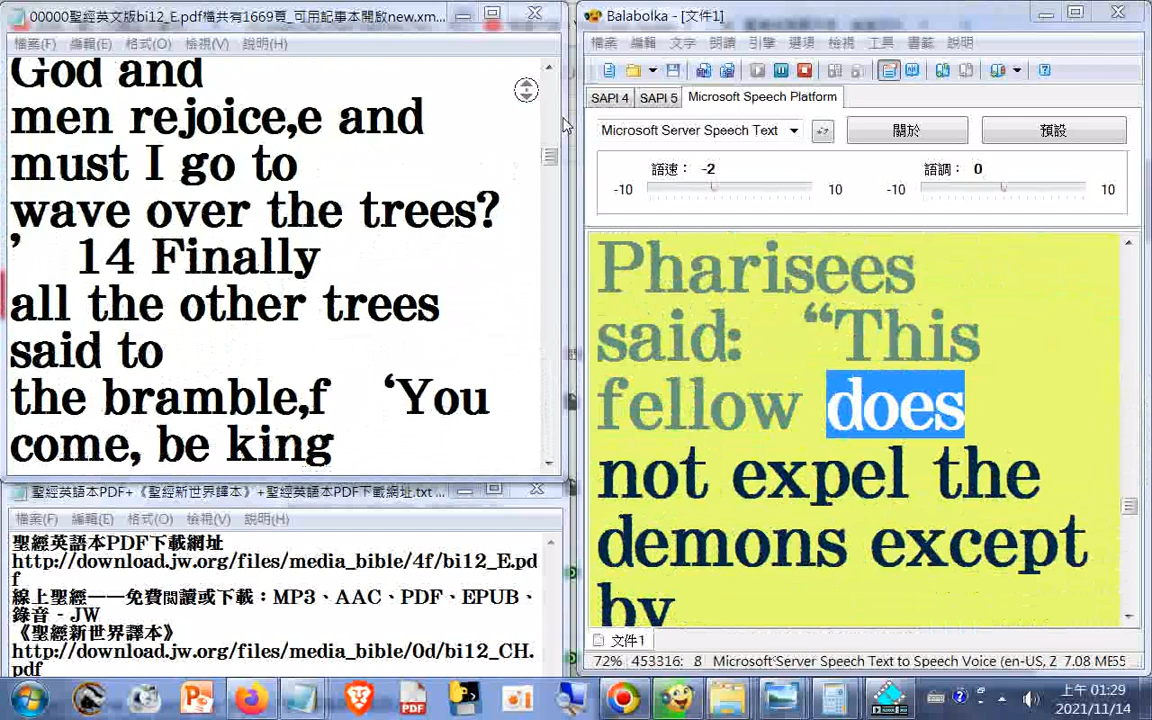 00000聖經英文版bi12_E.pdf檔共有1669頁_可用記事本開啟new.xm...
檔案(F) 編輯(E) 格式(O) 檢視(V) 說明(H)
God and
men rejoice,e and
must I go to
wave over the trees?
’ 14 Finally
all the other trees
said to
the bramble,f ‘You
come, be king
聖經英語本PDF+《聖經新世界譯本》+聖經英語本PDF下載網址.txt ...
檔案(F) 編輯(E) 格式(O) 檢視(V) 說明(H)
聖經英語本PDF下載網址
http://download.jw.org/files/media_bible/4f/bi12_E.pd
f
線上聖經——免費閱讀或下載：MP3、AAC、PDF、EPUB、
錄音 - JW
《聖經新世界譯本》
http://download.jw.org/files/media_bible/0d/bi12_CH.
pdf
Balabolka - [文件1]
檔案 編輯 文字 朗讀 引擎 選項 檢視 工具 書籤 說明
SAPI 4 SAPI 5 Microsoft Speech Platform
Microsoft Server Speech Text 關於 預設
語速： -2 語調： 0
-10 10 -10 10
Pharisees
said: “This
fellow does
not expel the
demons except
by
文件1
72% 453316: 8 Microsoft Server Speech Text to Speech Voice (en-US, Z 7.08 ME55
上午 01:29
2021/11/14